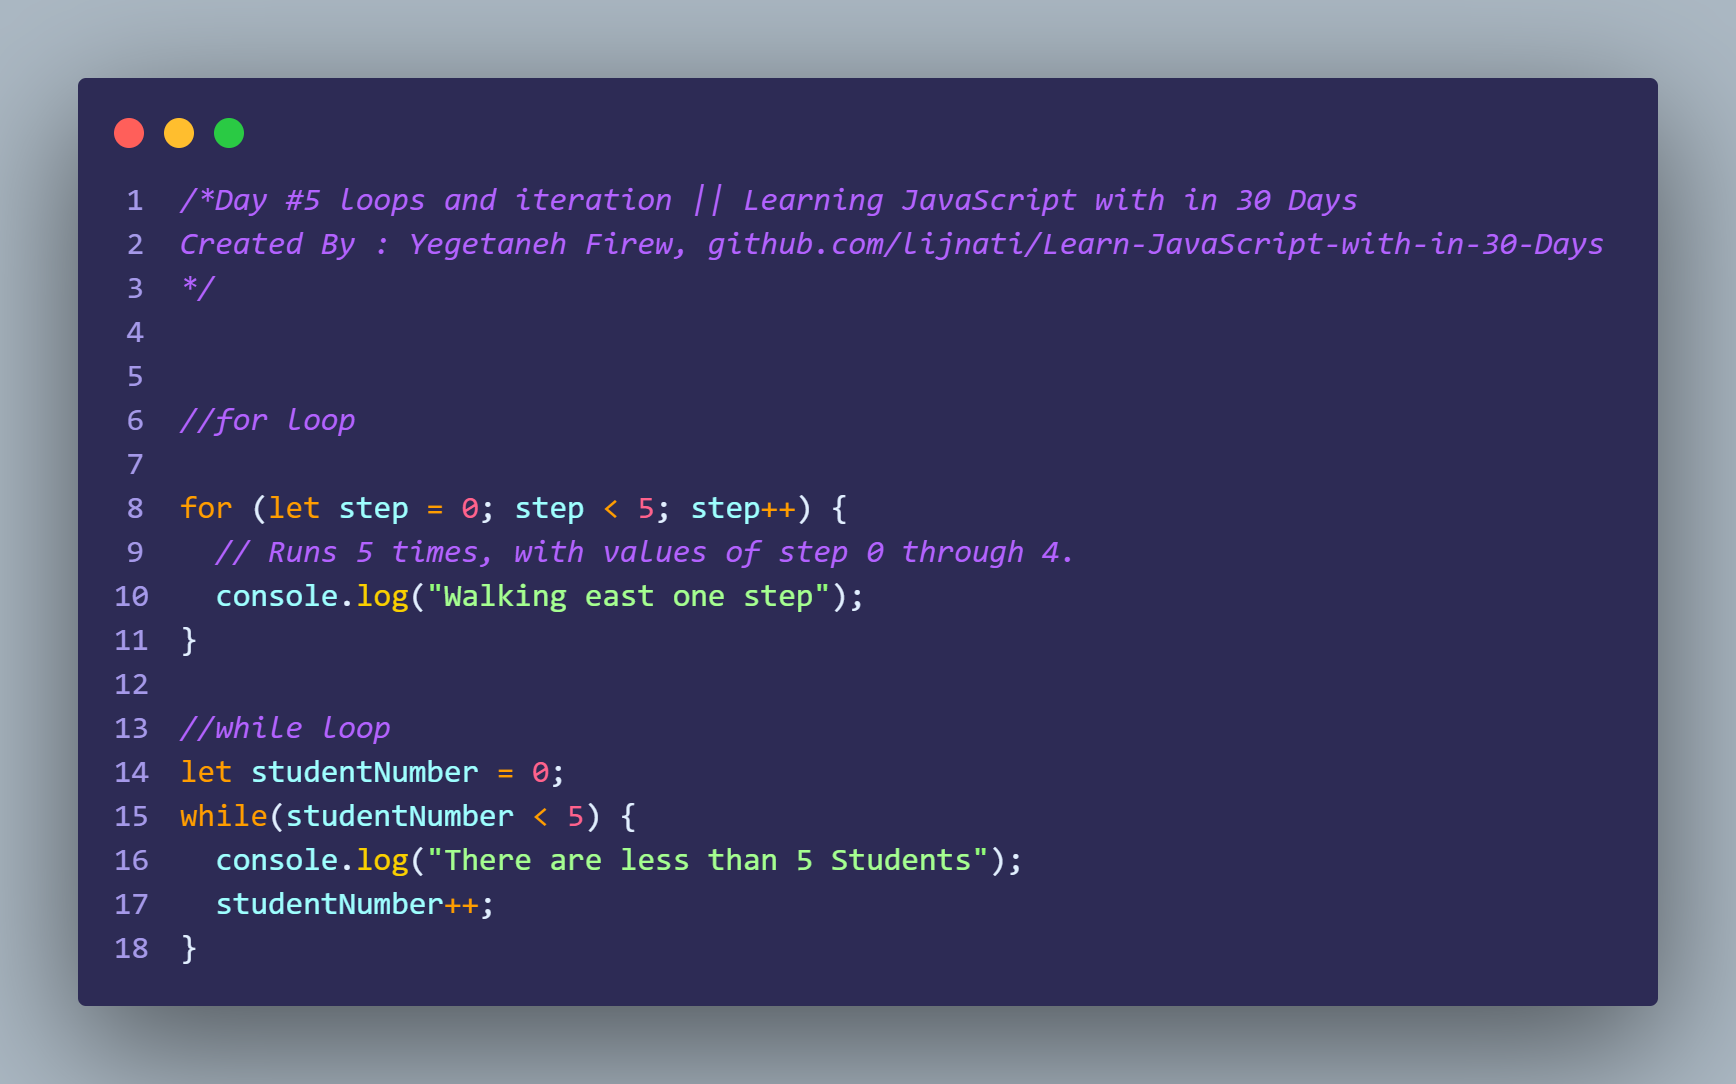 1 /*Day #5 loops and iteration || Learning JavaScript with in 30 Days
2 Created By : Yegetaneh Firew, github.com/lijnati/Learn-JavaScript-with-in-30-Days
3 */
4
5
6 //for loop
7
8 for (let step = 0; step < 5; step++) {
9   // Runs 5 times, with values of step 0 through 4.
10   console.log("Walking east one step");
11 }
12
13 //while loop
14 let studentNumber = 0;
15 while(studentNumber < 5) {
16   console.log("There are less than 5 Students");
17   studentNumber++;
18 }